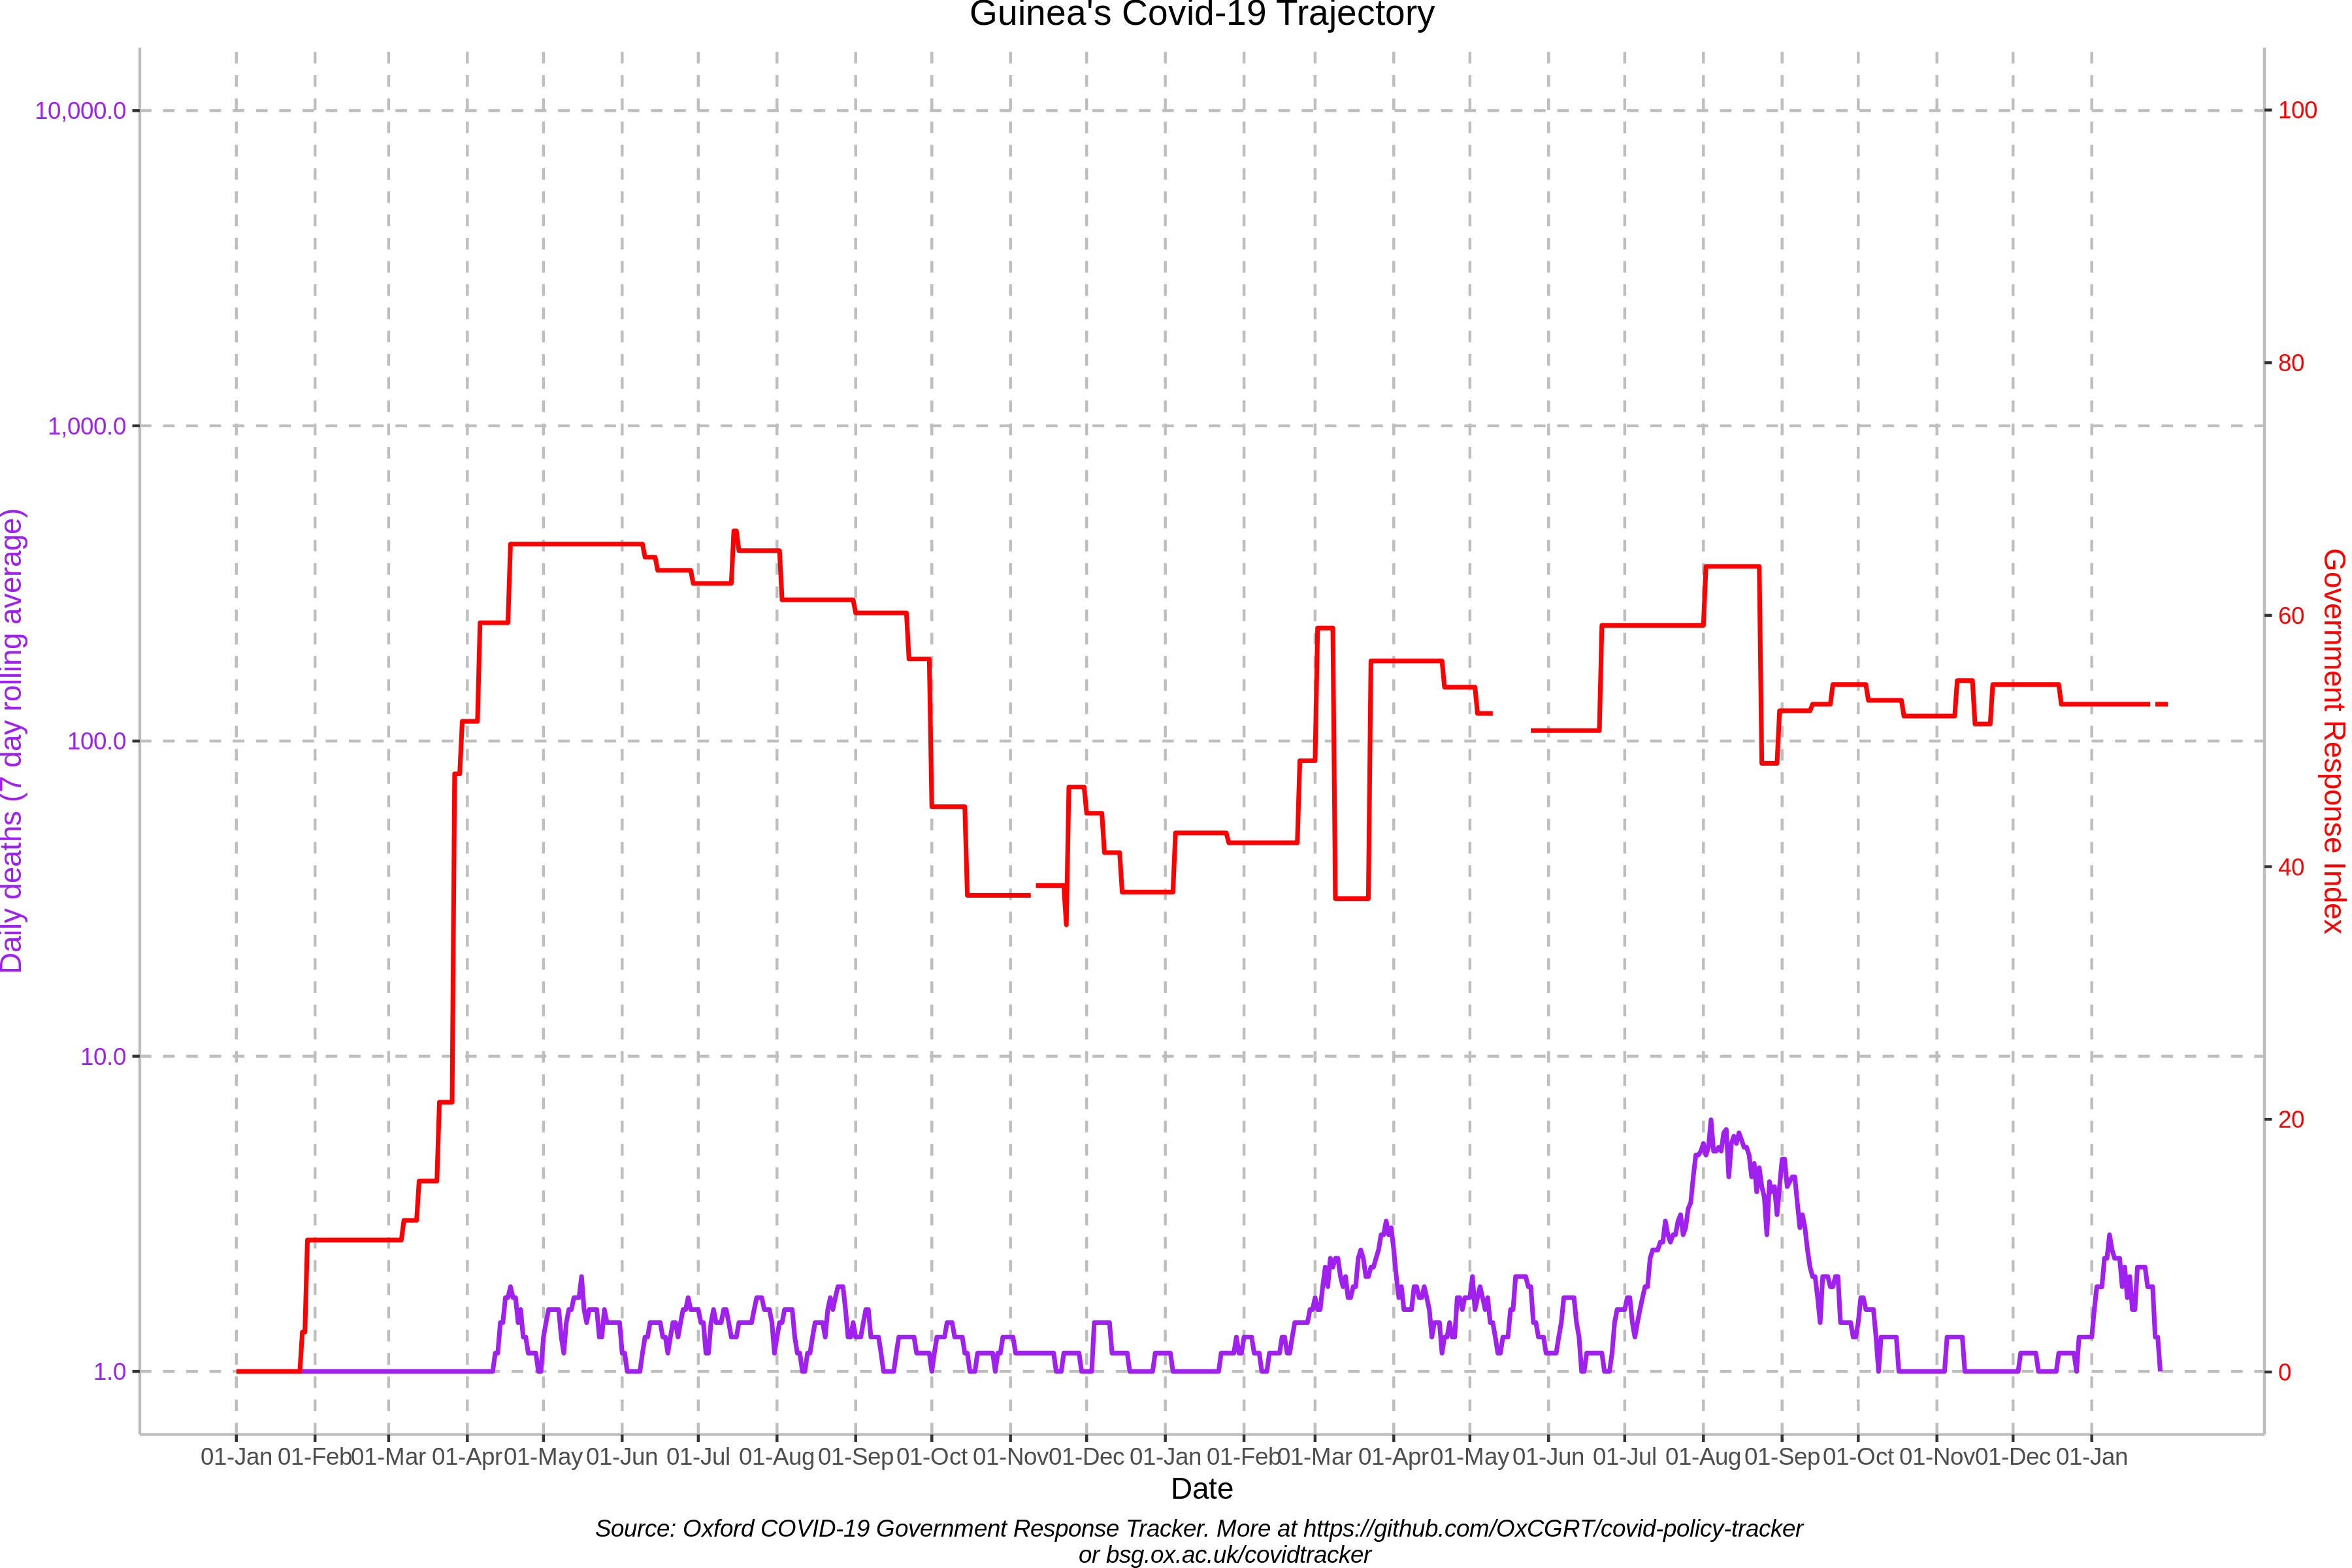 Guinea's Covid-19 Trajectory
10,000.0
1,000.0
100.0
10.0
1.0
Daily deaths (7 day rolling average)
100
80
60
40
20
0
Government Response Index
01-Jan 01-Feb 01-Mar 01-Apr 01-May 01-Jun 01-Jul 01-Aug 01-Sep 01-Oct 01-Nov 01-Dec 01-Jan 01-Feb 01-Mar 01-Apr 01-May 01-Jun 01-Jul 01-Aug 01-Sep 01-Oct 01-Nov 01-Dec 01-Jan
Date
Source: Oxford COVID-19 Government Response Tracker. More at https://github.com/OxCGRT/covid-policy-tracker
or bsg.ox.ac.uk/covidtracker